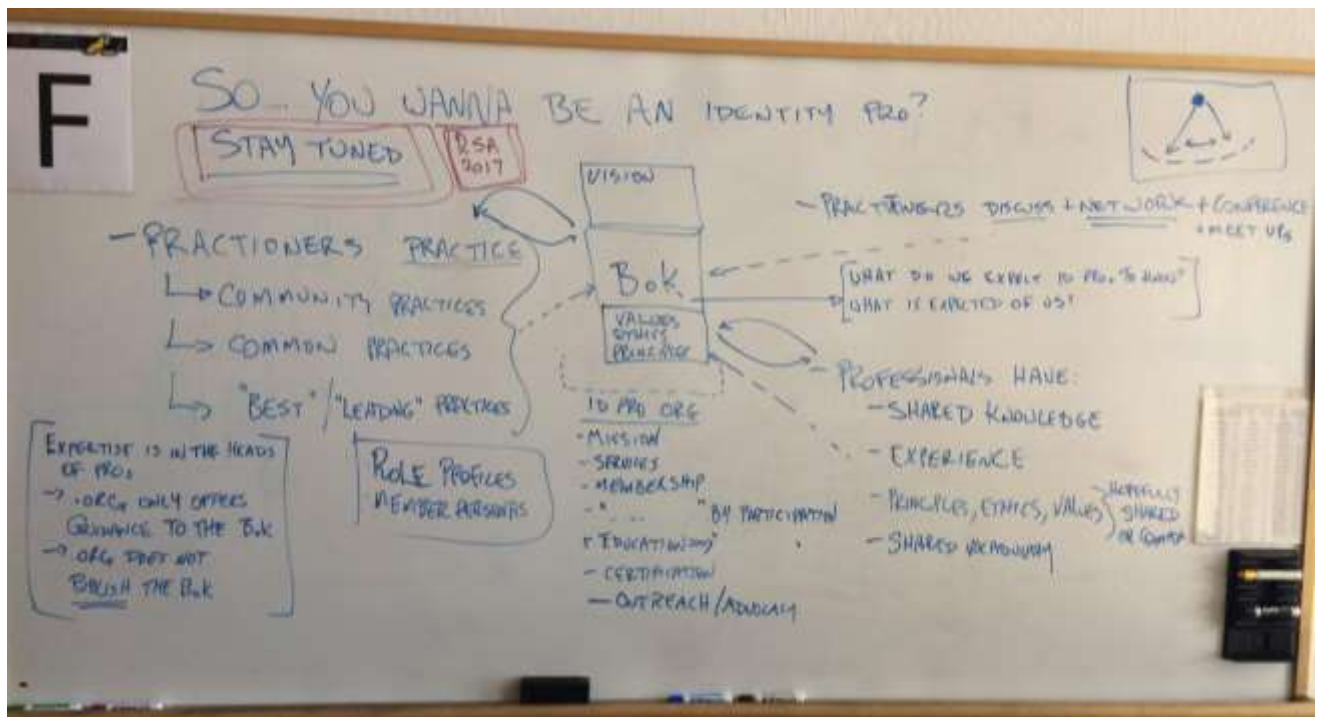 F
SO... YOU WANNA BE AN IDENTITY PRO?
STAY TUNED
RSA
2017
VISION
BoK
VALUES
ETHICS
- PRACTIONERS PRACTICE
COMMUNITY PRACTICES
COMMON PRACTICES
"BEST"/"LEADING" PRACTICES
EXPERTISE IS IN THE HEADS
OF PROS
→ .ORG ONLY OFFERS
GUIDANCE TO THE BoK
→ ORG DOES NOT
THE BoK
ROLE PROFILES
MEMBER PERSONAS
ID PRO ORG
- MISSION
- SERVICES
- MEMBERSHIP
- " " BY PARTICIPATION
EDUCATION
- CERTIFICATION
- OUTREACH/ADVOCACY
DISCUSS + NETWORK + CONFERENCE
+ MEET UPS
WHAT DO WE EXPECT ID PROs TO KNOW?
WHAT IS EXPECTED OF US?
- PROFESSIONALS HAVE:
- SHARED KNOWLEDGE
- EXPERIENCE
- PRINCIPLES, ETHICS, VALUES
HOPEFULLY
SHARED
OR
- SHARED VOCABULARY